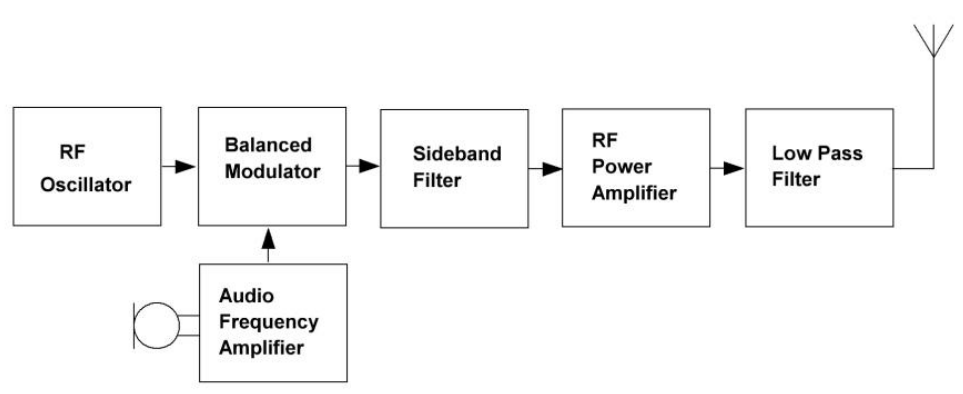 RF
Oscillator
Balanced
Modulator
Sideband
Filter
RF
Power
Amplifier
Low Pass
Filter
Audio
Frequency
Amplifier